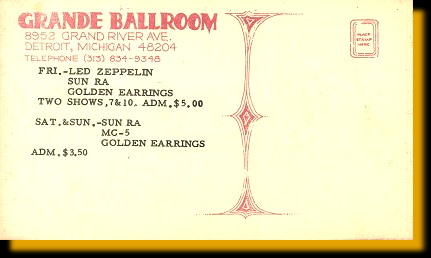 GRANDE BALLROOM
8952 GRAND RIVER AVE.
DETROIT, MICHIGAN 48204
TELEPHONE (313) 834-9348
PLACE
STAMP
HERE
FRI.-LED ZEPPELIN
SUN RA
GOLDEN EARRINGS
TWO SHOWS,7&10. ADM.$5.00
SAT.&SUN.-SUN RA
MC-5
GOLDEN EARRINGS
ADM.$3.50